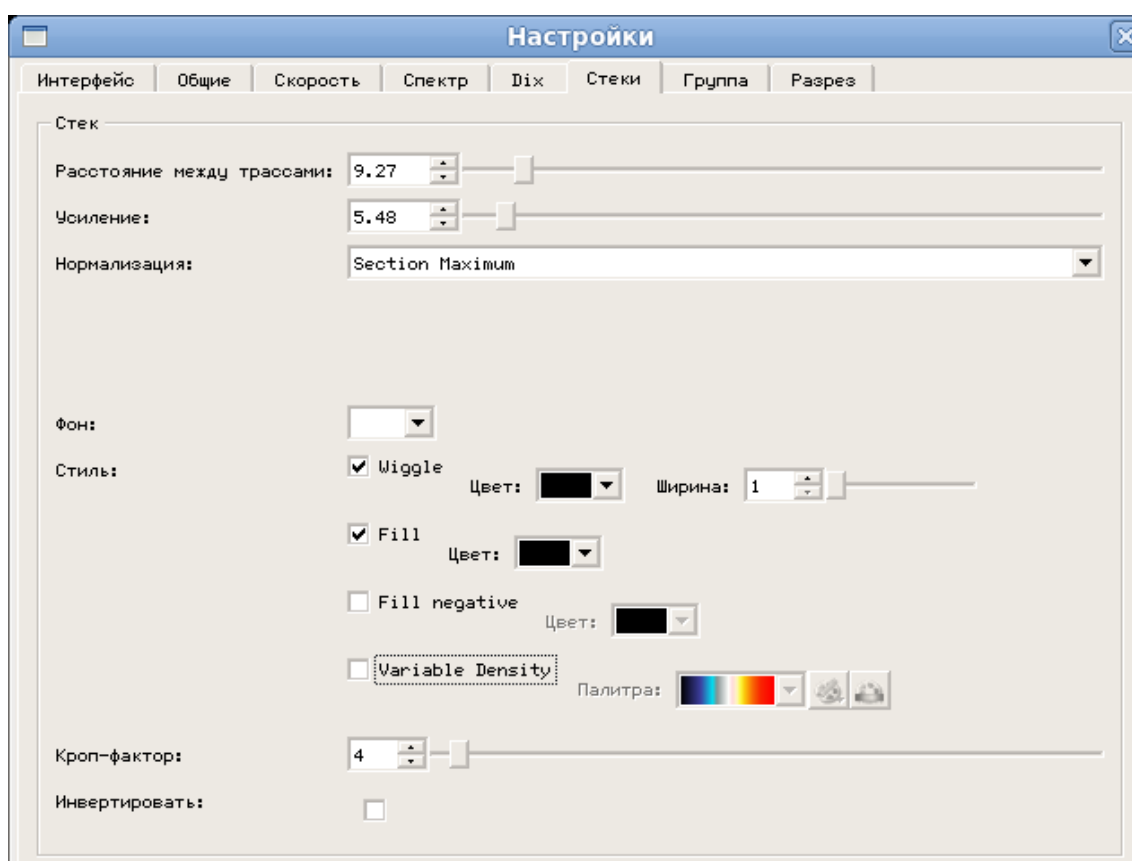 Настройки
Интерфейс Общие Скорость Спектр Dix Стеки Группа Разрез
Стек
Расстояние между трассами: 9.27
Усиление: 5.48
Нормализация: Section Maximum
Фон:
Стиль: Wiggle Цвет: Ширина: 1
Fill Цвет:
Fill negative Цвет:
Variable Density Палитра:
Кроп-фактор: 4
Инвертировать: